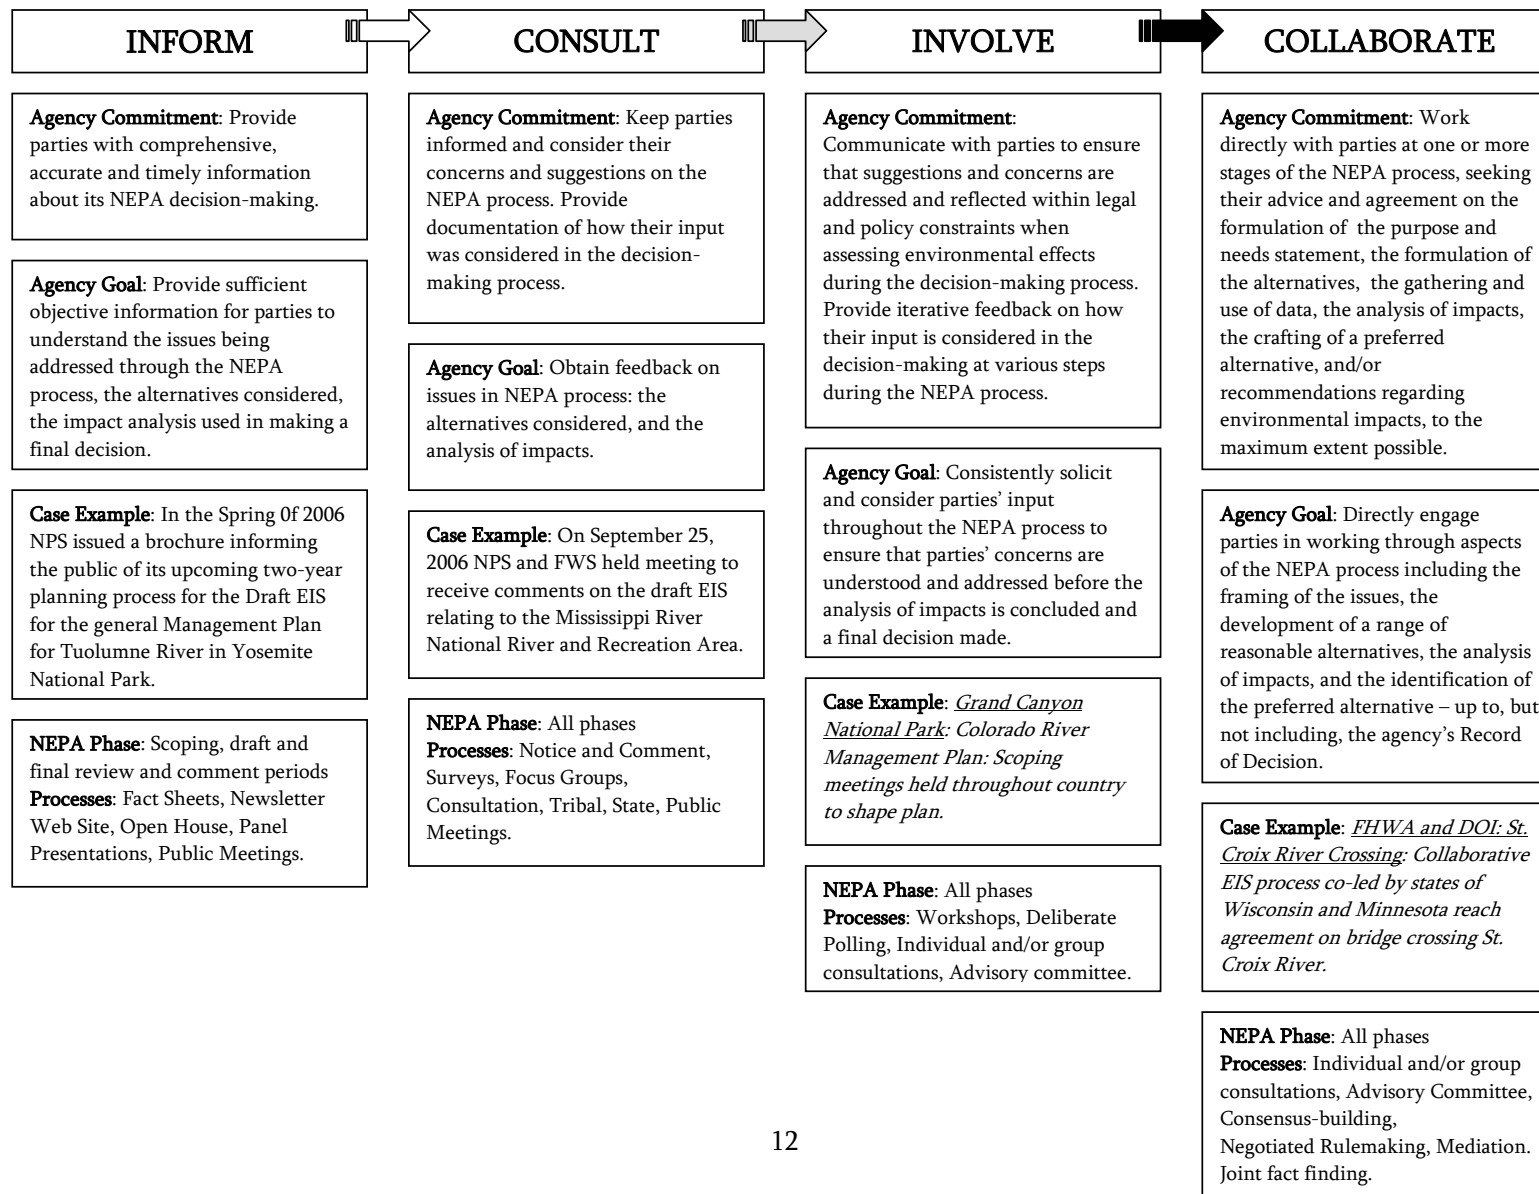 INFORM
Agency Commitment: Provide
parties with comprehensive,
accurate and timely information
about its NEPA decision-making.
Agency Goal: Provide sufficient
objective information for parties to
understand the issues being
addressed through the NEPA
process, the alternatives considered,
the impact analysis used in making a
final decision.
Case Example: In the Spring 0f 2006
NPS issued a brochure informing
the public of its upcoming two-year
planning process for the Draft EIS
for the general Management Plan
for Tuolumne River in Yosemite
National Park.
NEPA Phase: Scoping, draft and
final review and comment periods
Processes: Fact Sheets, Newsletter
Web Site, Open House, Panel
Presentations, Public Meetings.
CONSULT
Agency Commitment: Keep parties
informed and consider their
concerns and suggestions on the
NEPA process. Provide
documentation of how their input
was considered in the decision-
making process.
Agency Goal: Obtain feedback on
issues in NEPA process: the
alternatives considered, and the
analysis of impacts.
Case Example: On September 25,
2006 NPS and FWS held meeting to
receive comments on the draft EIS
relating to the Mississippi River
National River and Recreation Area.
NEPA Phase: All phases
Processes: Notice and Comment,
Surveys, Focus Groups,
Consultation, Tribal, State, Public
Meetings.
INVOLVE
Agency Commitment:
Communicate with parties to ensure
that suggestions and concerns are
addressed and reflected within legal
and policy constraints when
assessing environmental effects
during the decision-making process.
Provide iterative feedback on how
their input is considered in the
decision-making at various steps
during the NEPA process.
Agency Goal: Consistently solicit
and consider parties’ input
throughout the NEPA process to
ensure that parties’ concerns are
understood and addressed before the
analysis of impacts is concluded and
a final decision made.
Case Example: Grand Canyon
National Park: Colorado River
Management Plan: Scoping
meetings held throughout country
to shape plan.
NEPA Phase: All phases
Processes: Workshops, Deliberate
Polling, Individual and/or group
consultations, Advisory committee.
COLLABORATE
Agency Commitment: Work
directly with parties at one or more
stages of the NEPA process, seeking
their advice and agreement on the
formulation of the purpose and
needs statement, the formulation of
the alternatives, the gathering and
use of data, the analysis of impacts,
the crafting of a preferred
alternative, and/or
recommendations regarding
environmental impacts, to the
maximum extent possible.
Agency Goal: Directly engage
parties in working through aspects
of the NEPA process including the
framing of the issues, the
development of a range of
reasonable alternatives, the analysis
of impacts, and the identification of
the preferred alternative – up to, but
not including, the agency’s Record
of Decision.
Case Example: FHWA and DOI: St.
Croix River Crossing: Collaborative
EIS process co-led by states of
Wisconsin and Minnesota reach
agreement on bridge crossing St.
Croix River.
NEPA Phase: All phases
Processes: Individual and/or group
consultations, Advisory Committee,
Consensus-building,
Negotiated Rulemaking, Mediation.
Joint fact finding.
12